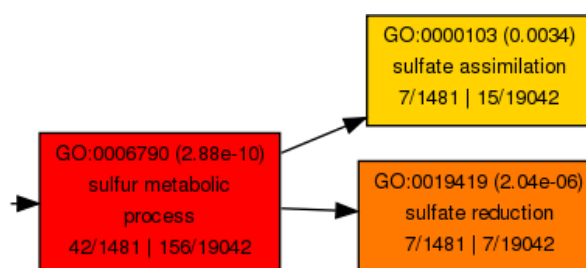 GO:0000103 (0.0034)
sulfate assimilation
7/1481 | 15/19042
GO:0006790 (2.88e-10)
sulfur metabolic
process
42/1481 | 156/19042
GO:0019419 (2.04e-06)
sulfate reduction
7/1481 | 7/19042